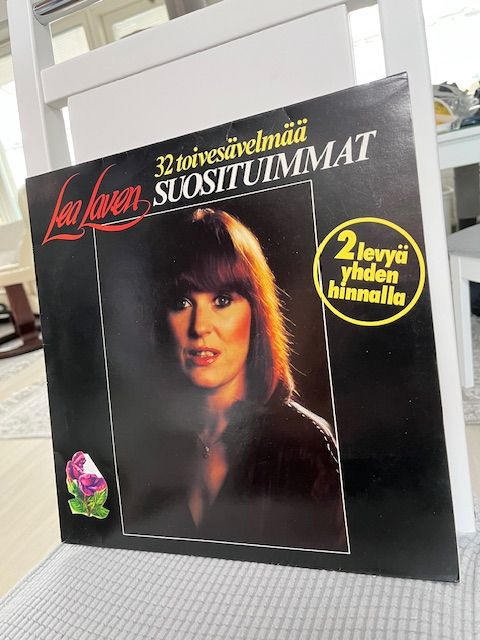 32 toivesävelmää
Lea Laven SUOSITUIMMAT
2 levyä
yhden
hinnalla